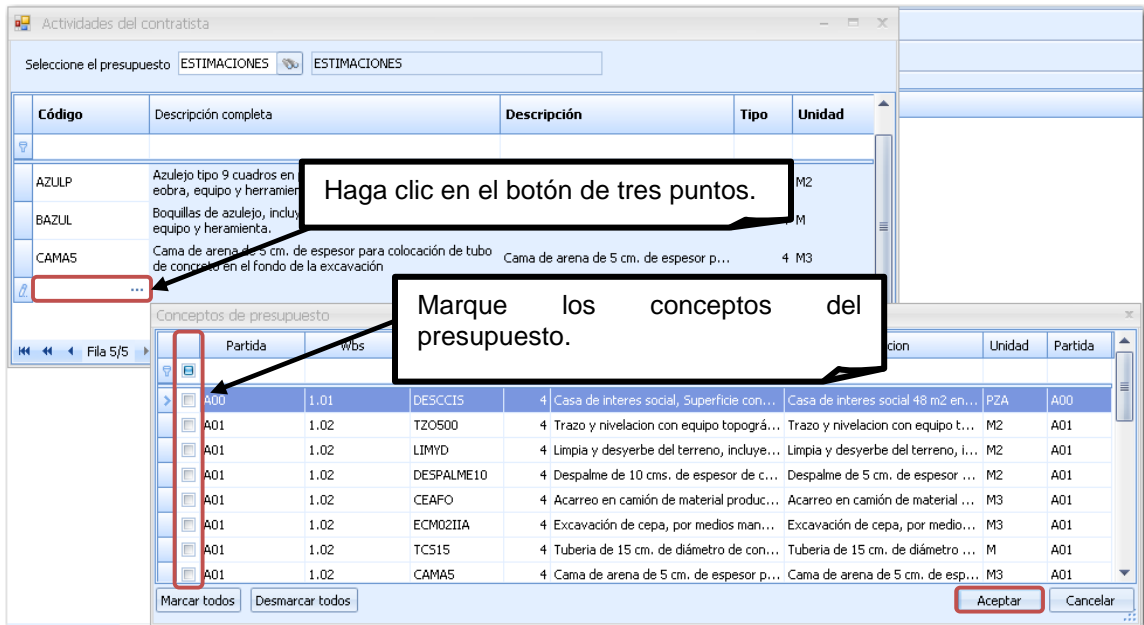 Actividades del contratista
Seleccione el presupuesto ESTIMACIONES ESTIMACIONES
Código Descripción completa Descripción Tipo Unidad
AZULP Azulejo tipo 9 cuadros en M2
eobra, equipo y herramien
Haga clic en el botón de tres puntos.
BAZUL Boquillas de azulejo, incluy M
equipo y heramienta.
CAMA5 Cama de arena de 5 cm. de espesor para colocación de tubo Cama de arena de 5 cm. de espesor p... 4 M3
de concreto en el fondo de la excavación
...
Fila 5/5
Marque los conceptos del
presupuesto.
Conceptos de presupuesto
Partida Wbs cion Unidad Partida
A00 1.01 DESCCIS 4 Casa de interes social, Superficie con... Casa de interes social 48 m2 en... PZA A00
A01 1.02 TZO500 4 Trazo y nivelacion con equipo topográ... Trazo y nivelacion con equipo t... M2 A01
A01 1.02 LIMYD 4 Limpia y desyerbe del terreno, incluye... Limpia y desyerbe del terreno, i... M2 A01
A01 1.02 DESPALME10 4 Despalme de 10 cms. de espesor de c... Despalme de 5 cm. de espesor ... M2 A01
A01 1.02 CEAFO 4 Acarreo en camión de material produc... Acarreo en camión de material ... M3 A01
A01 1.02 ECM02IIA 4 Excavación de cepa, por medios man... Excavación de cepa, por medio... M3 A01
A01 1.02 TCS15 4 Tuberia de 15 cm. de diámetro de con... Tuberia de 15 cm. de diámetro ... M A01
A01 1.02 CAMA5 4 Cama de arena de 5 cm. de espesor p... Cama de arena de 5 cm. de esp... M3 A01
Marcar todos Desmarcar todos Aceptar Cancelar